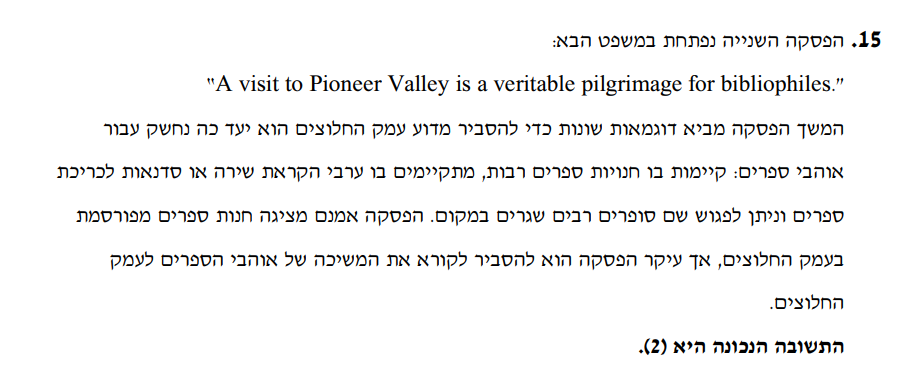 15. הפסקה השנייה נפתחת במשפט הבא:
"A visit to Pioneer Valley is a veritable pilgrimage for bibliophiles."
המשך הפסקה מביא דוגמאות שונות כדי להסביר מדוע עמק החלוצים הוא יעד כה נחשק עבור
אוהבי ספרים: קיימות בו חנויות ספרים רבות, מתקיימים בו ערבי הקראת שירה או סדנאות לכריכת
ספרים וניתן לפגוש שם סופרים רבים שגרים במקום. הפסקה אמנם מציגה חנות ספרים מפורסמת
בעמק החלוצים, אך עיקר הפסקה הוא להסביר לקורא את המשיכה של אוהבי הספרים לעמק
החלוצים.
התשובה הנכונה היא (2).